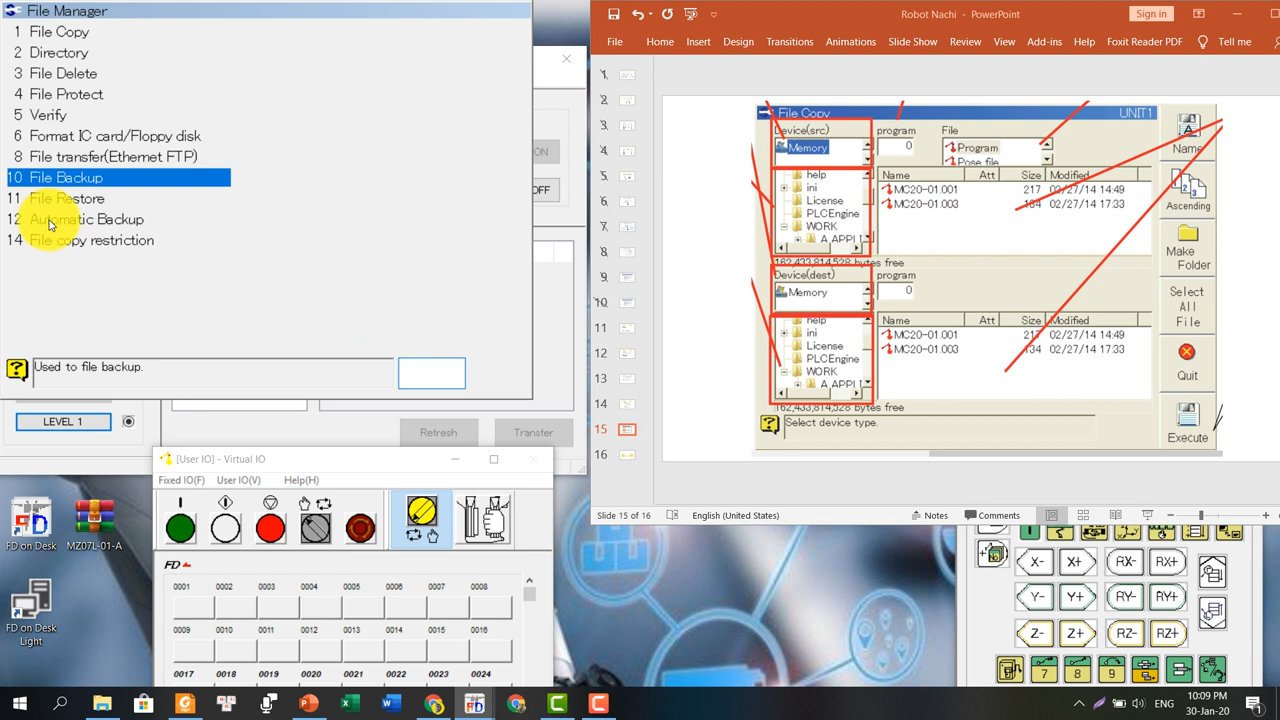 File Manager
1 File Copy
2 Directory
3 File Delete
4 File Protect
5 Verify
6 Format IC card/Floppy disk
8 File transfer(Ethernet FTP)
10 File Backup
11 File Restore
12 Automatic Backup
14 File copy restriction
Used to file backup.
ON
OFF
LEVEL 1
Refresh
Transfer
[User IO] - Virtual IO
Fixed IO(F) User IO(V) Help(H)
FD
0001 0002 0003 0004 0005 0006 0007 0008
0009 0010 0011 0012 0013 0014 0015 0016
0017 0018 0019 0020 0021 0022 0023 0024
FD on Desk
MZ07L-01-A
FD on Desk
Light
Robot Nachi - PowerPoint
Sign in
File Home Insert Design Transitions Animations Slide Show Review View Add-ins Help Foxit Reader PDF Tell me
1
2
3
4
5
6
7
8
9
10
11
12
13
14
15
16
File Copy UNIT1
Device(src) program File
Memory 0 Program
Pose file
help
ini
License
PLCEngine
WORK
A APPL
Name Att Size Modified
MC20-01.001 217 02/27/14 14:49
MC20-01.003 02/27/14 17:33
162,433,814,528 bytes free
Device(dest) program
Memory 0
help
ini
License
PLCEngine
WORK
A APPL
Name Att Size Modified
MC20-01.001 02/27/14 14:49
MC20-01.003 02/27/14 17:33
162,433,814,528 bytes free
Select device type.
Name
Ascending
Make
Folder
Select
All
File
Quit
Execute
Slide 15 of 16 English (United States) Notes Comments
X- X+ RX- RX+
Y- Y+ RY- RY+
Z- Z+ RZ- RZ+
7 8 9
10:09 PM
30-Jan-20